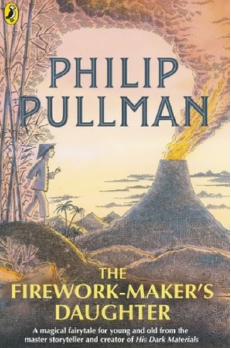 PHILIP
PULLMAN
THE
FIREWORK-MAKER'S
DAUGHTER
A magical fairytale for young and old from the
master storyteller and creator of His Dark Materials